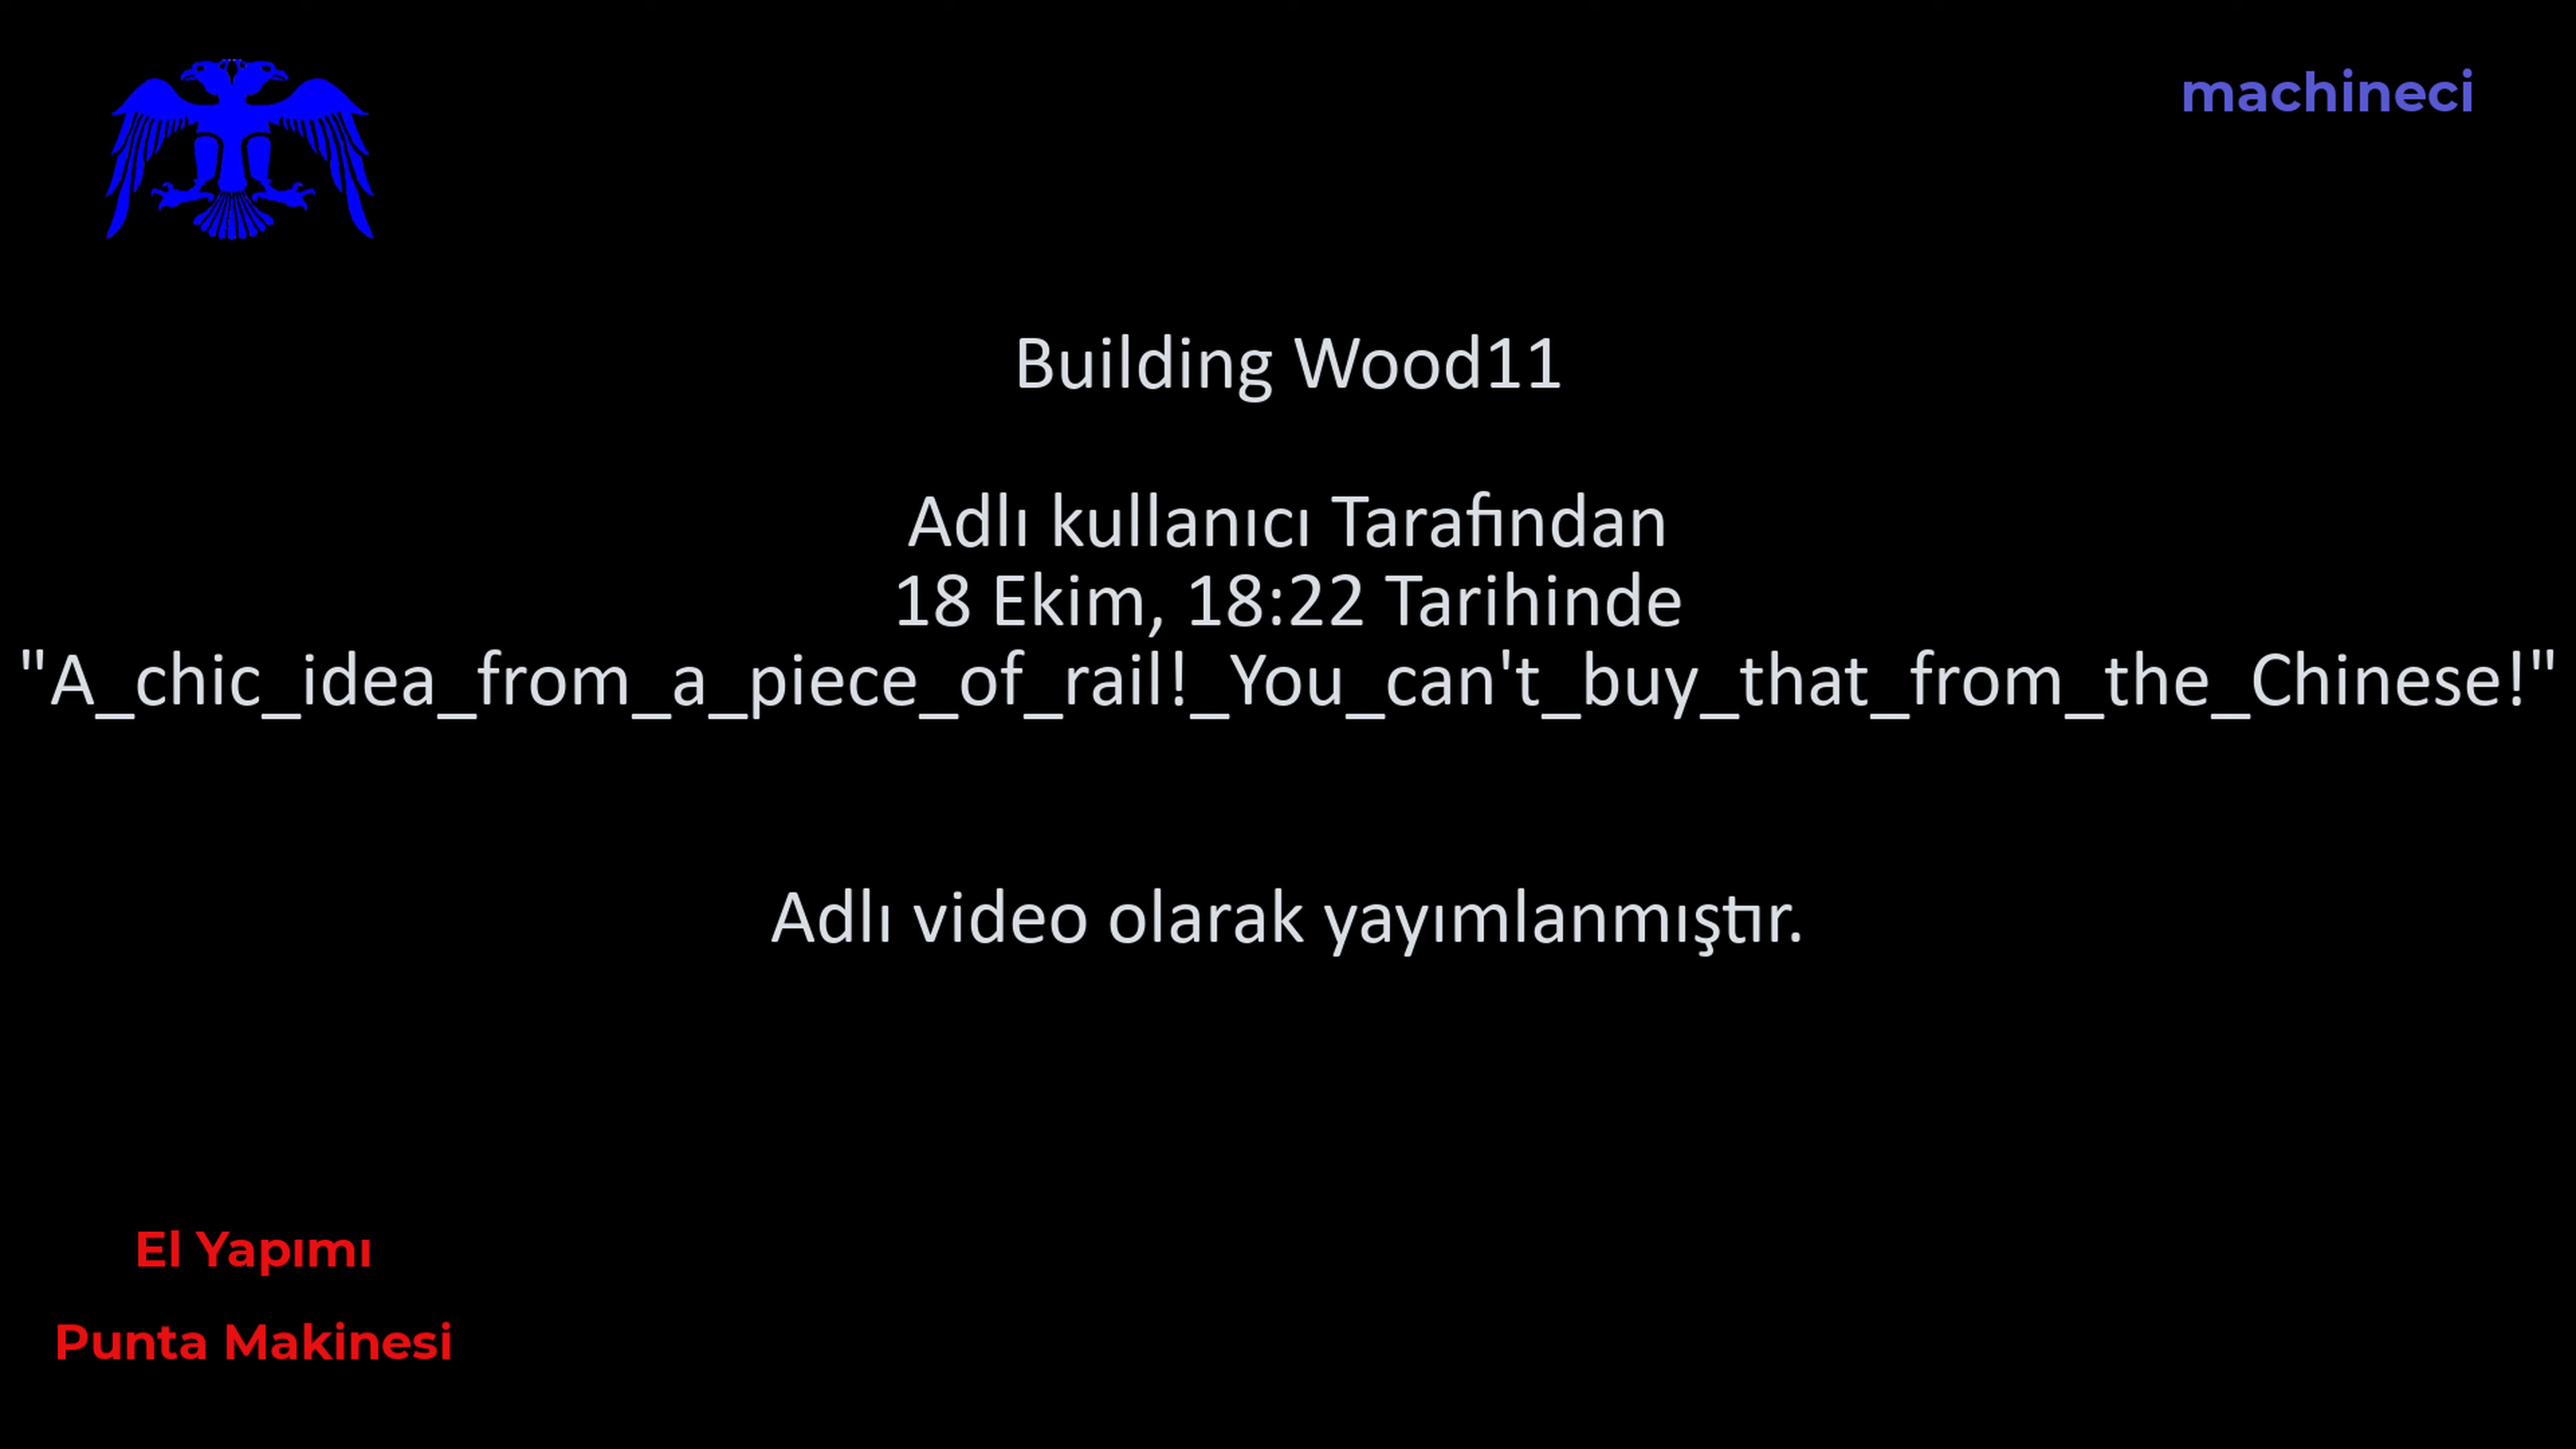 machineci
Building Wood11
Adlı kullanıcı Tarafından
18 Ekim, 18:22 Tarihinde
"A_chic_idea_from_a_piece_of_rail!_You_can't_buy_that_from_the_Chinese!"
Adlı video olarak yayımlanmıştır.
El Yapımı
Punta Makinesi